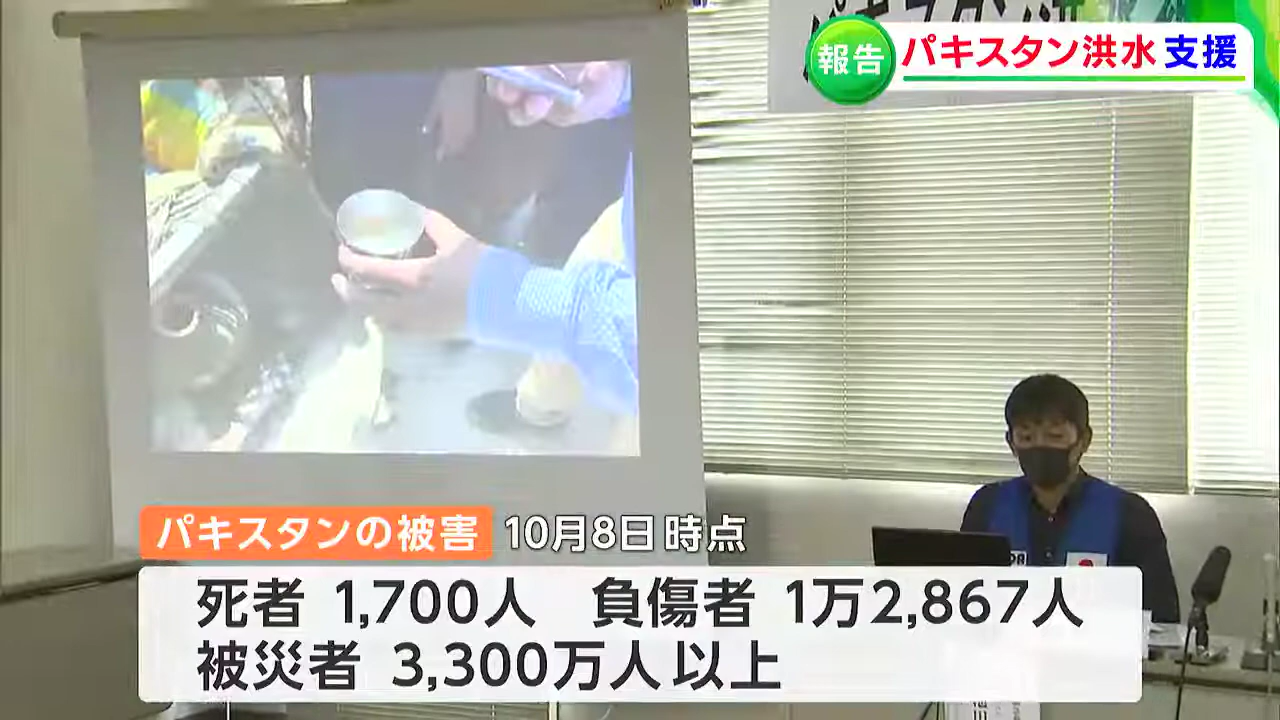 報告
パキスタン洪水 支援
パキスタンの被害 10月8日時点
死者 1,700人 負傷者 1万2,867人
被災者 3,300万人以上